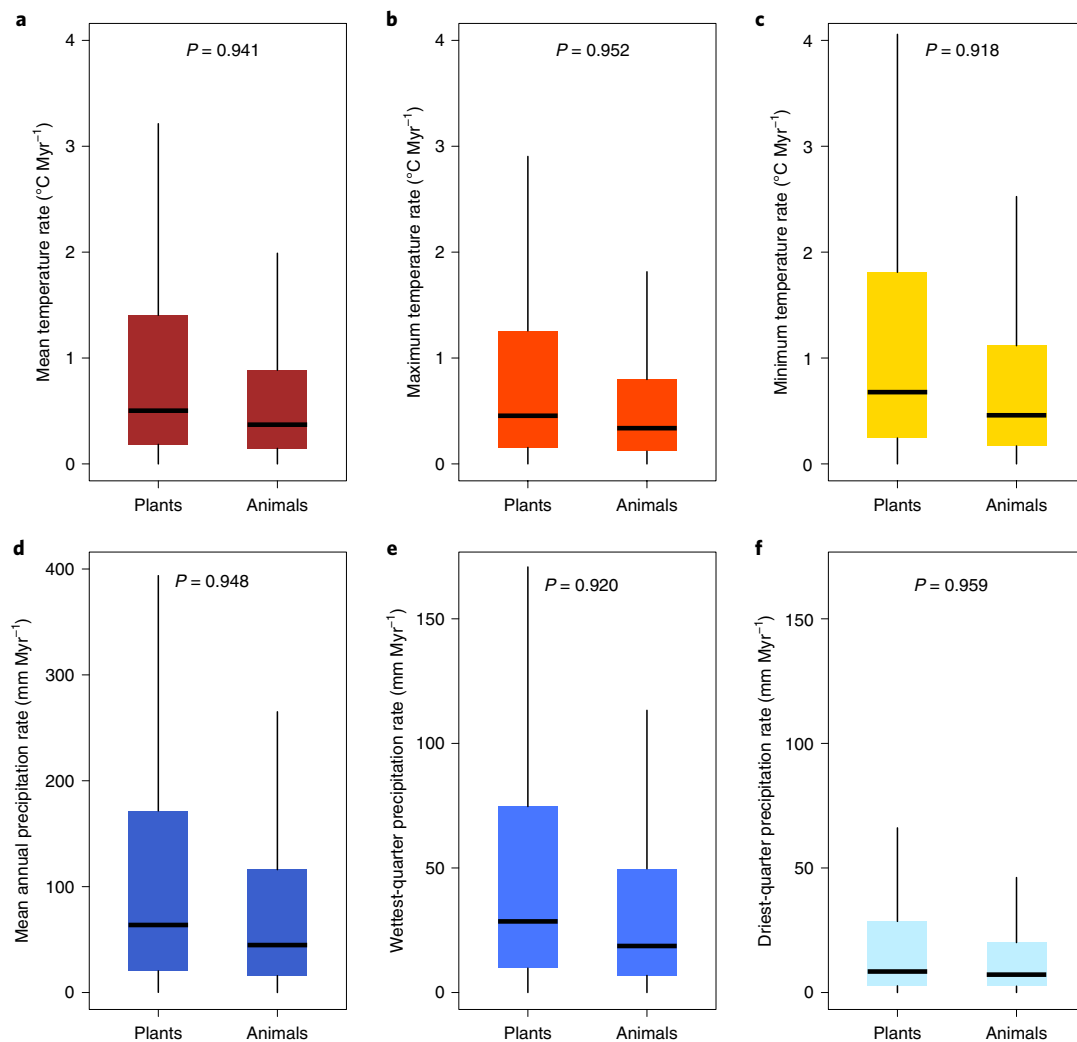 a
P = 0.941
Mean temperature rate (°C Myr⁻¹)
4
3
2
1
0
Plants
Animals
b
P = 0.952
Maximum temperature rate (°C Myr⁻¹)
4
3
2
1
0
Plants
Animals
c
P = 0.918
Minimum temperature rate (°C Myr⁻¹)
4
3
2
1
0
Plants
Animals
d
P = 0.948
Mean annual precipitation rate (mm Myr⁻¹)
400
300
200
100
0
Plants
Animals
e
P = 0.920
Wettest-quarter precipitation rate (mm Myr⁻¹)
150
100
50
0
Plants
Animals
f
P = 0.959
Driest-quarter precipitation rate (mm Myr⁻¹)
150
100
50
0
Plants
Animals